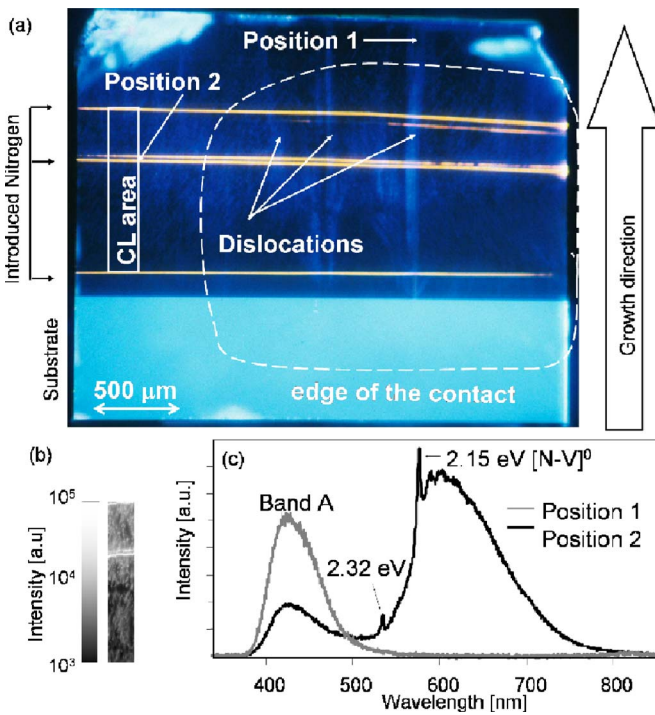 (a)
Position 1
Position 2
Introduced Nitrogen
CL area
Dislocations
Growth direction
Substrate
500 μm
edge of the contact
(b)
Intensity [a.u]
10⁵
10⁴
10³
(c)
Intensity [a.u.]
Band A
2.32 eV
2.15 eV [N-V]⁰
Position 1
Position 2
400 500 600 700 800
Wavelength [nm]